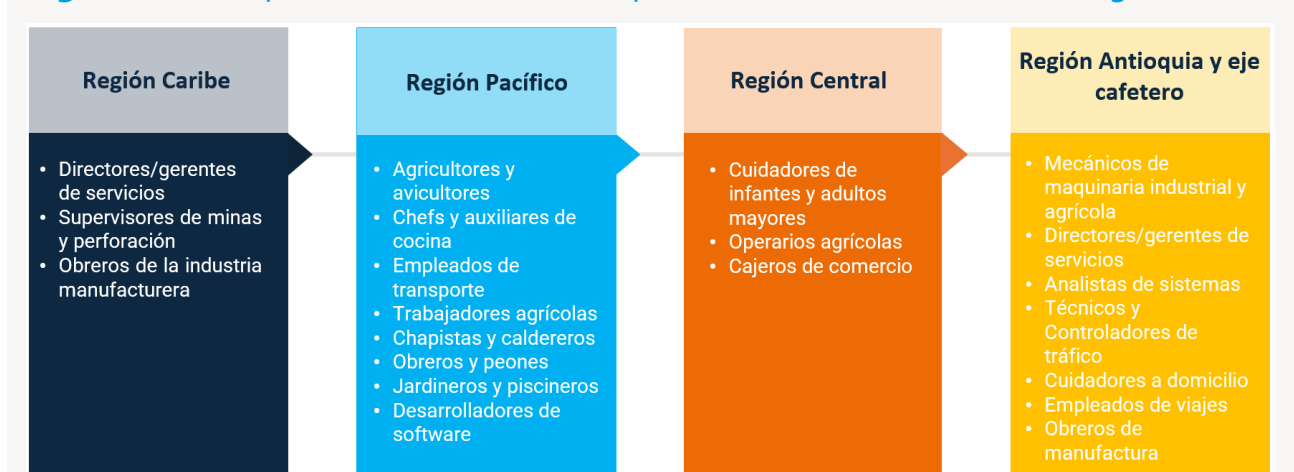 Región Caribe
• Directores/gerentes
de servicios
• Supervisores de minas
y perforación
• Obreros de la industria
manufacturera
Región Pacífico
• Agricultores y
avicultores
• Chefs y auxiliares de
cocina
• Empleados de
transporte
• Trabajadores agrícolas
• Chapistas y caldereros
• Obreros y peones
• Jardineros y piscineros
• Desarrolladores de
software
Región Central
• Cuidadores de
infantes y adultos
mayores
• Operarios agrícolas
• Cajeros de comercio
Región Antioquia y eje
cafetero
• Mecánicos de
maquinaria industrial y
agrícola
• Directores/gerentes de
servicios
• Analistas de sistemas
• Técnicos y
Controladores de
tráfico
• Cuidadores a domicilio
• Empleados de viajes
• Obreros de
manufactura